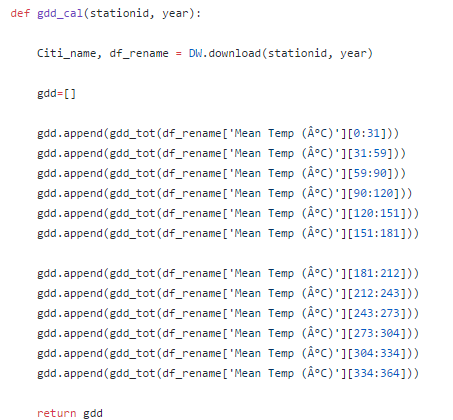 def gdd_cal(stationid, year):
Citi_name, df_rename = DW.download(stationid, year)
gdd=[]
gdd.append(gdd_tot(df_rename['Mean Temp (Â°C)'][0:31]))
gdd.append(gdd_tot(df_rename['Mean Temp (Â°C)'][31:59]))
gdd.append(gdd_tot(df_rename['Mean Temp (Â°C)'][59:90]))
gdd.append(gdd_tot(df_rename['Mean Temp (Â°C)'][90:120]))
gdd.append(gdd_tot(df_rename['Mean Temp (Â°C)'][120:151]))
gdd.append(gdd_tot(df_rename['Mean Temp (Â°C)'][151:181]))
gdd.append(gdd_tot(df_rename['Mean Temp (Â°C)'][181:212]))
gdd.append(gdd_tot(df_rename['Mean Temp (Â°C)'][212:243]))
gdd.append(gdd_tot(df_rename['Mean Temp (Â°C)'][243:273]))
gdd.append(gdd_tot(df_rename['Mean Temp (Â°C)'][273:304]))
gdd.append(gdd_tot(df_rename['Mean Temp (Â°C)'][304:334]))
gdd.append(gdd_tot(df_rename['Mean Temp (Â°C)'][334:364]))
return gdd